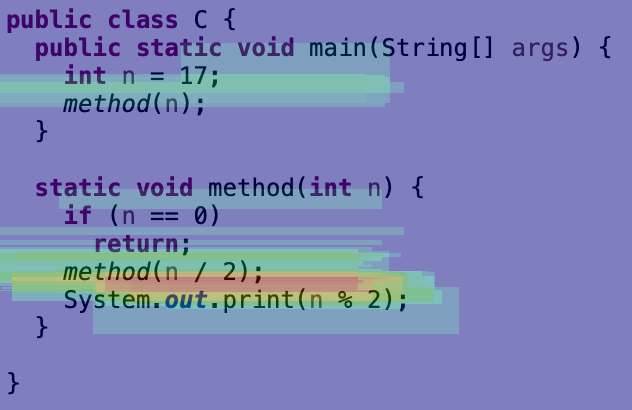 public class C {
  public static void main(String[] args) {
    int n = 17;
    method(n);
  }

  static void method(int n) {
    if (n == 0)
      return;
    method(n / 2);
    System.out.print(n % 2);
  }

}